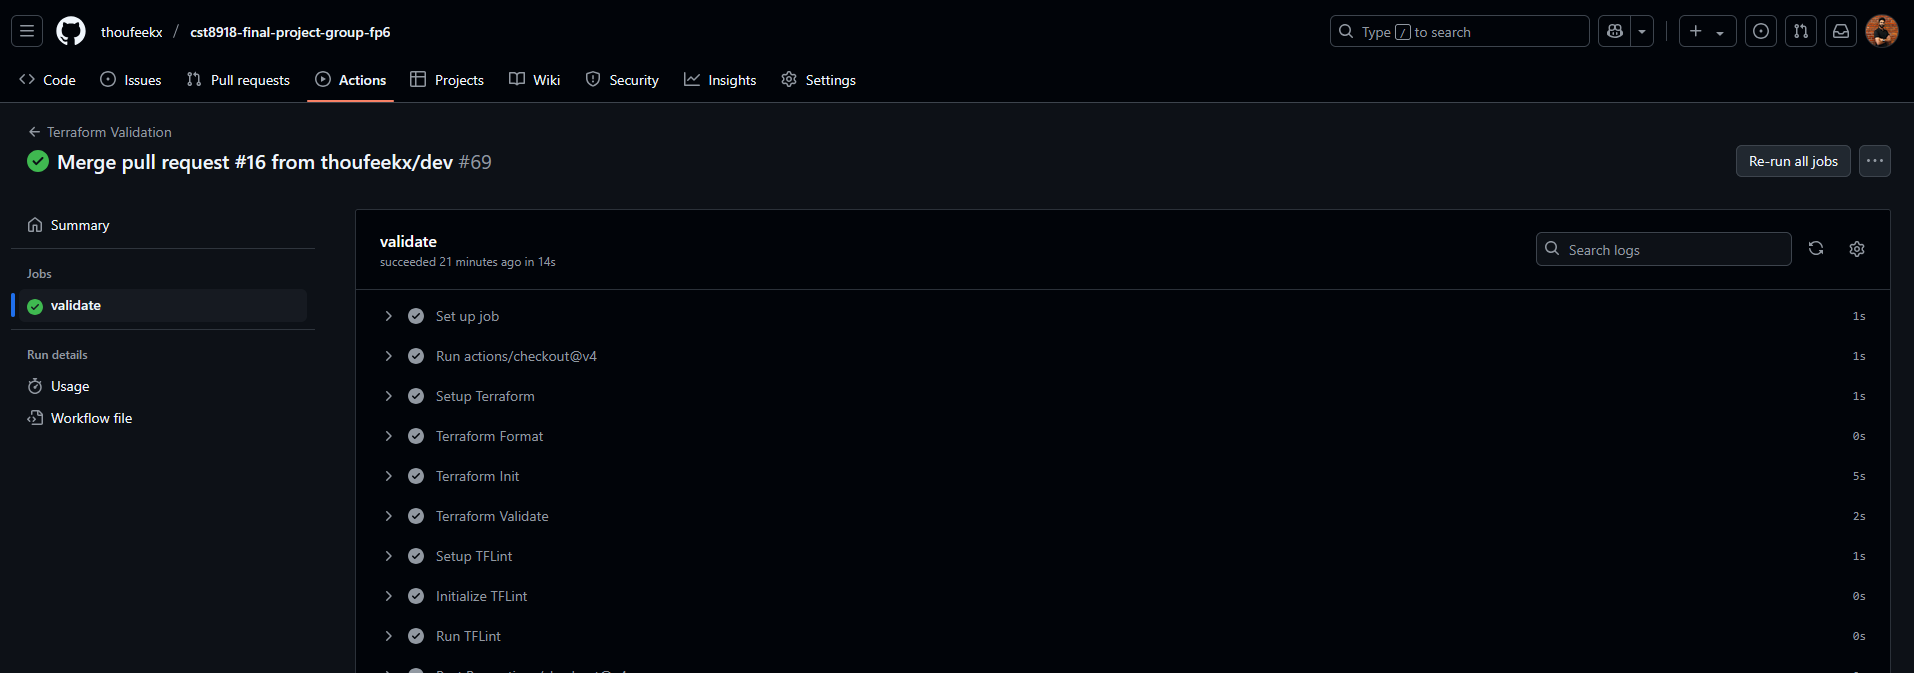 thoufeekx / cst8918-final-project-group-fp6
Type / to search
Code Issues Pull requests Actions Projects Wiki Security Insights Settings
Terraform Validation
Merge pull request #16 from thoufeekx/dev #69
Re-run all jobs
Summary
Jobs
validate
Run details
Usage
Workflow file
validate
succeeded 21 minutes ago in 14s
Search logs
Set up job 1s
Run actions/checkout@v4 1s
Setup Terraform 1s
Terraform Format 0s
Terraform Init 5s
Terraform Validate 2s
Setup TFLint 1s
Initialize TFLint 0s
Run TFLint 0s